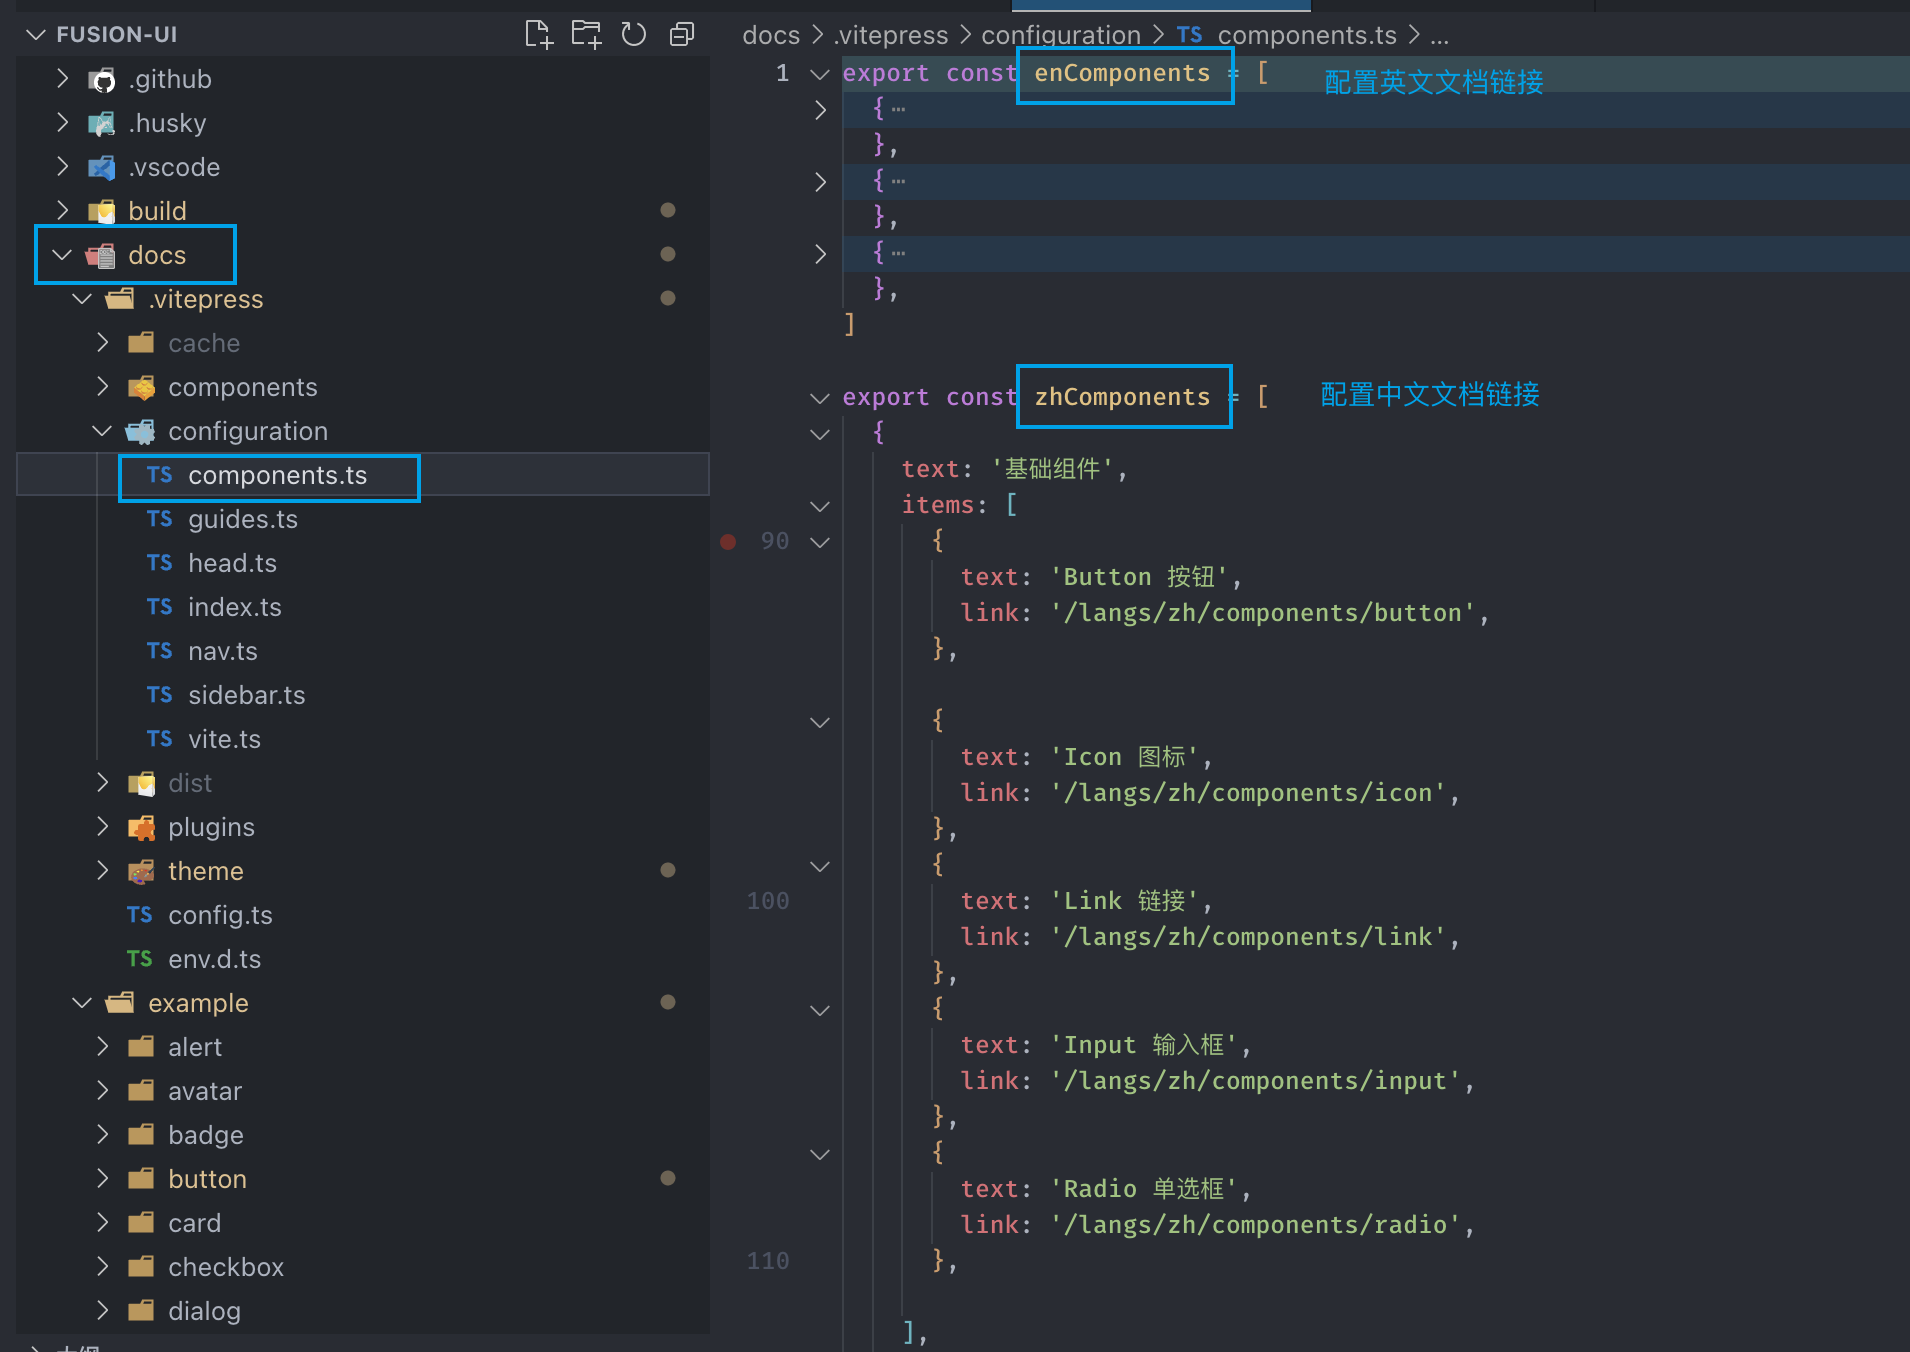 FUSION-UI
.github
.husky
.vscode
build
docs
.vitepress
cache
components
configuration
TS components.ts
TS guides.ts
TS head.ts
TS index.ts
TS nav.ts
TS sidebar.ts
TS vite.ts
dist
plugins
theme
TS config.ts
TS env.d.ts
example
alert
avatar
badge
button
card
checkbox
dialog
docs > .vitepress > configuration > TS components.ts > ...
1 export const enComponents = [ 配置英文文档链接
{ ...
},
{ ...
},
{ ...
},
]
export const zhComponents = [ 配置中文文档链接
{
text: '基础组件',
items: [
90 {
text: 'Button 按钮',
link: '/langs/zh/components/button',
},
{
text: 'Icon 图标',
link: '/langs/zh/components/icon',
},
{
100 text: 'Link 链接',
link: '/langs/zh/components/link',
},
{
text: 'Input 输入框',
link: '/langs/zh/components/input',
},
{
text: 'Radio 单选框',
link: '/langs/zh/components/radio',
110 },
],